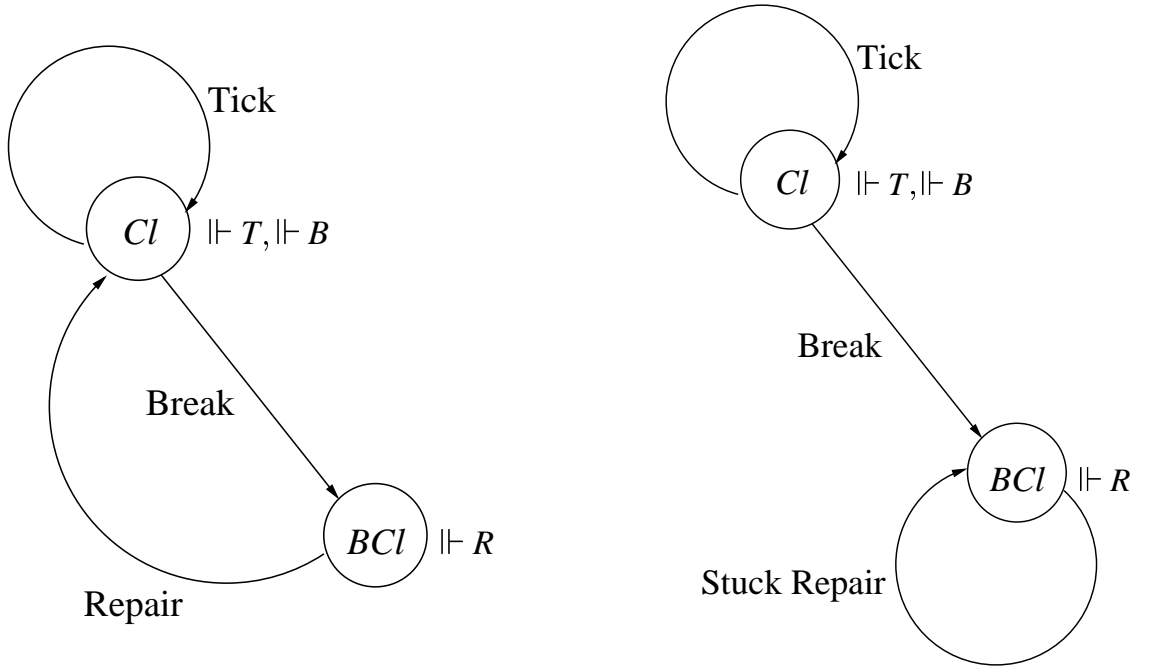 Tick
Cl ⊩ T, ⊩ B
Break
BCl ⊩ R
Repair
Tick
Cl ⊩ T, ⊩ B
Break
BCl ⊩ R
Stuck Repair